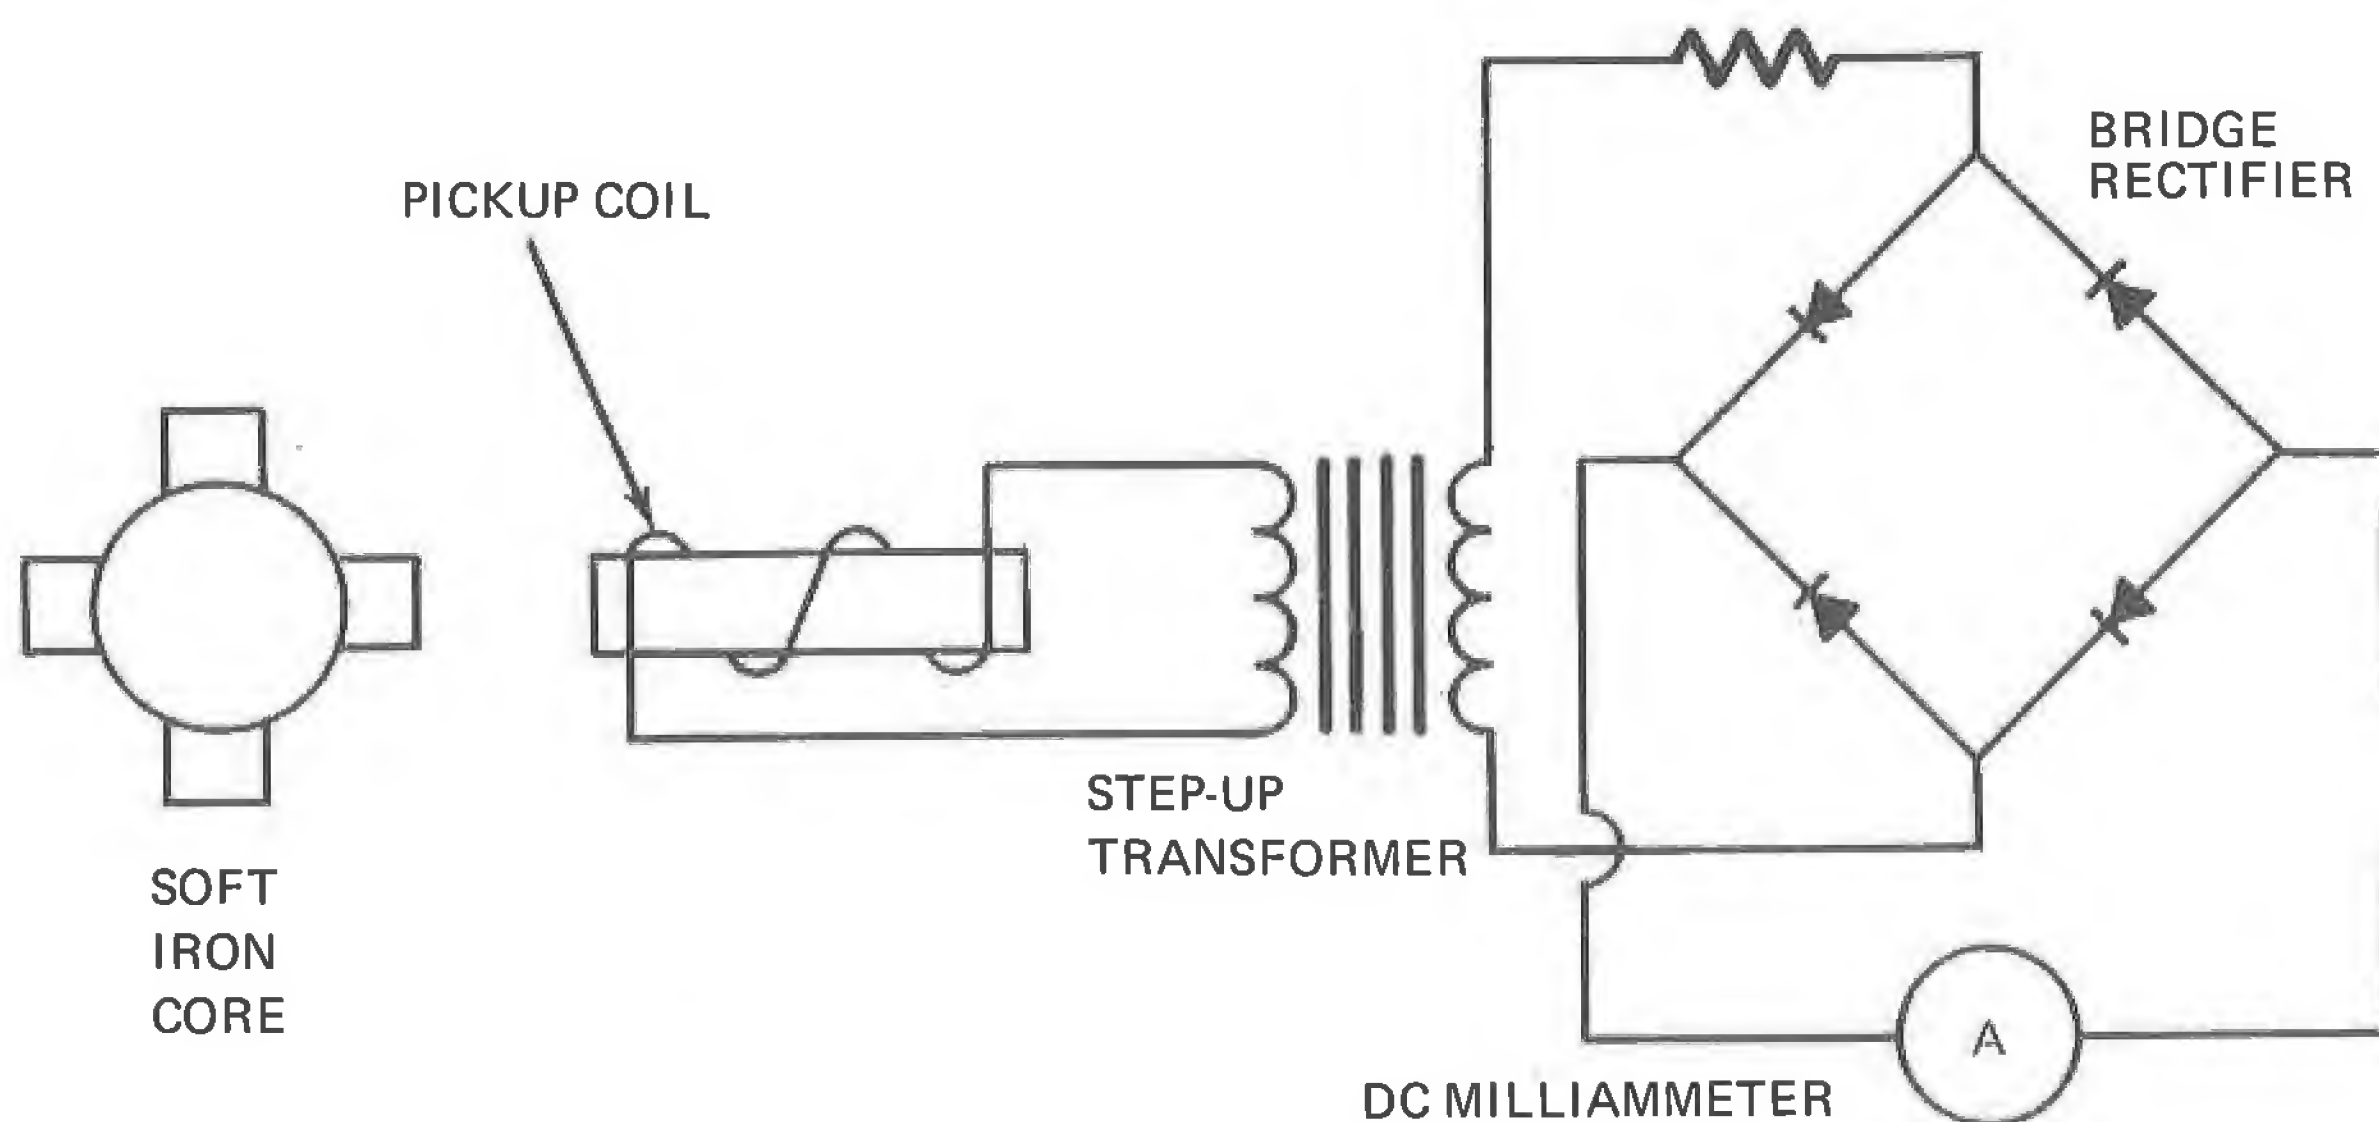 BRIDGE
RECTIFIER
PICKUP COIL
STEP-UP
TRANSFORMER
SOFT
IRON
CORE
A
DC MILLIAMMETER